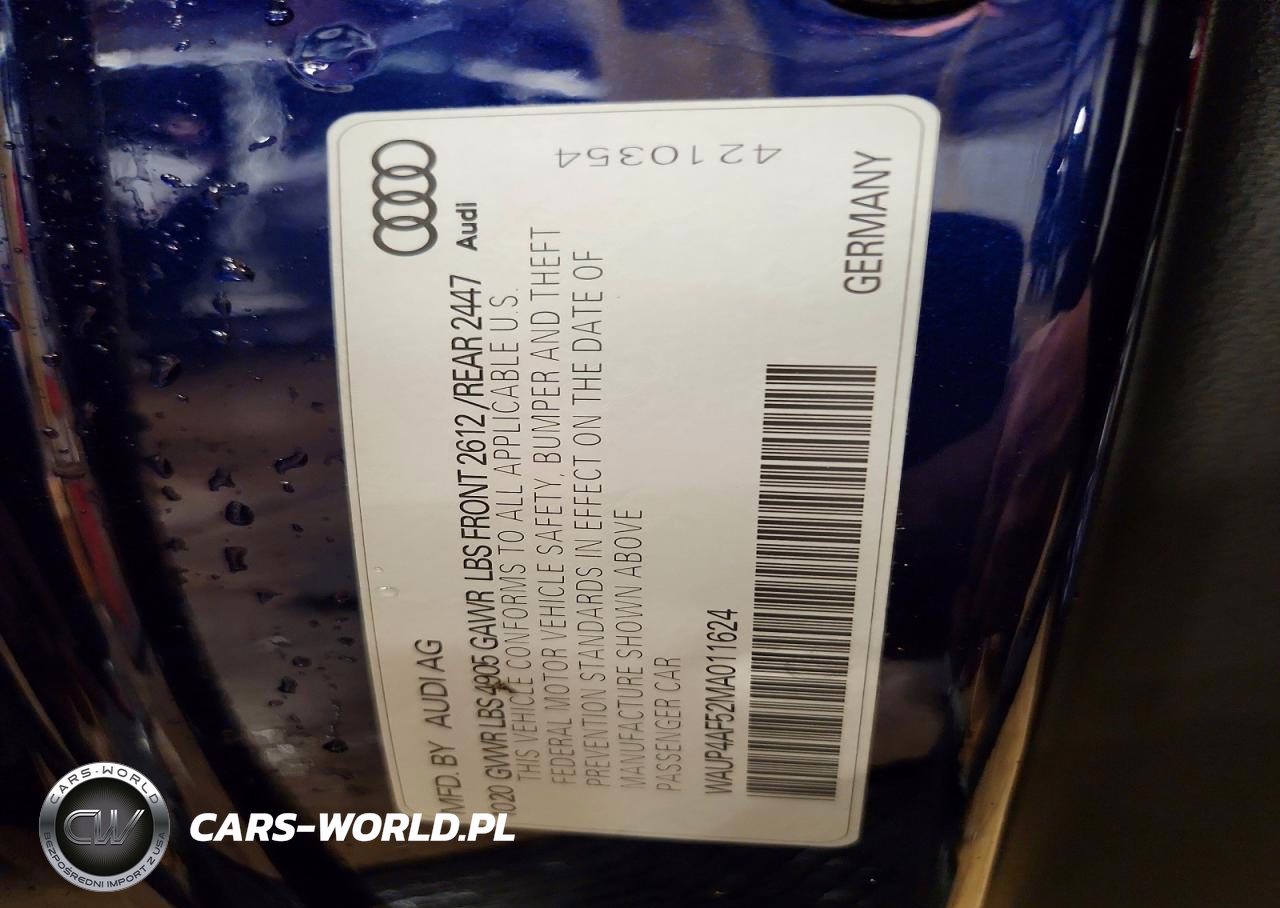 MFD. BY AUDI AG
Audi
020 GWWR LBS 4905 GAWR LBS FRONT 2612 /REAR 2447
THIS VEHICLE CONFORMS TO ALL APPLICABLE U.S.
FEDERAL MOTOR VEHICLE SAFETY, BUMPER AND THEFT
PREVENTION STANDARDS IN EFFECT ON THE DATE OF
MANUFACTURE SHOWN ABOVE
PASSENGER CAR
4210354
WAUP4AF52MA011624
GERMANY
CARS-WORLD
CW
BEZPOŚREDNI IMPORT Z USA
CARS-WORLD.PL